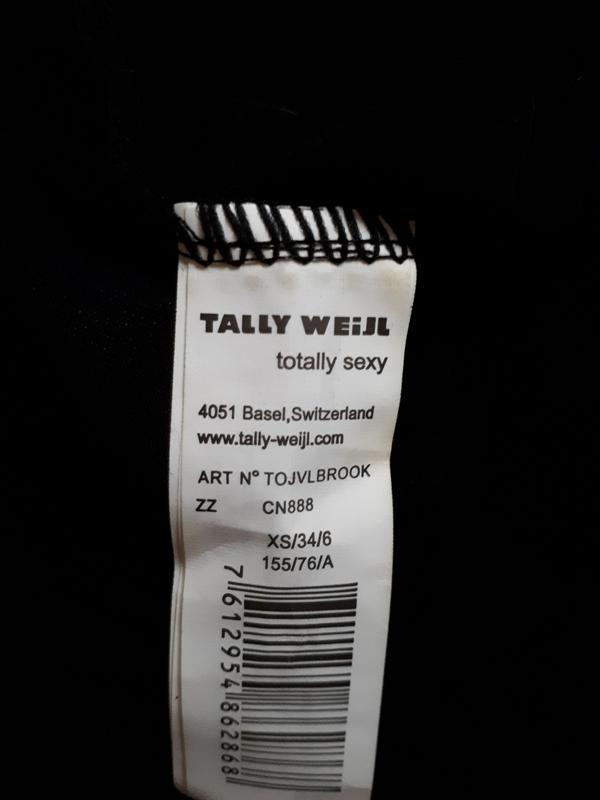 TALLY WEiJL
totally sexy
4051 Basel,Switzerland
www.tally-weijl.com
ART Nº TOJVLBROOK
ZZ CN888
XS/34/6
155/76/A
7612954862868